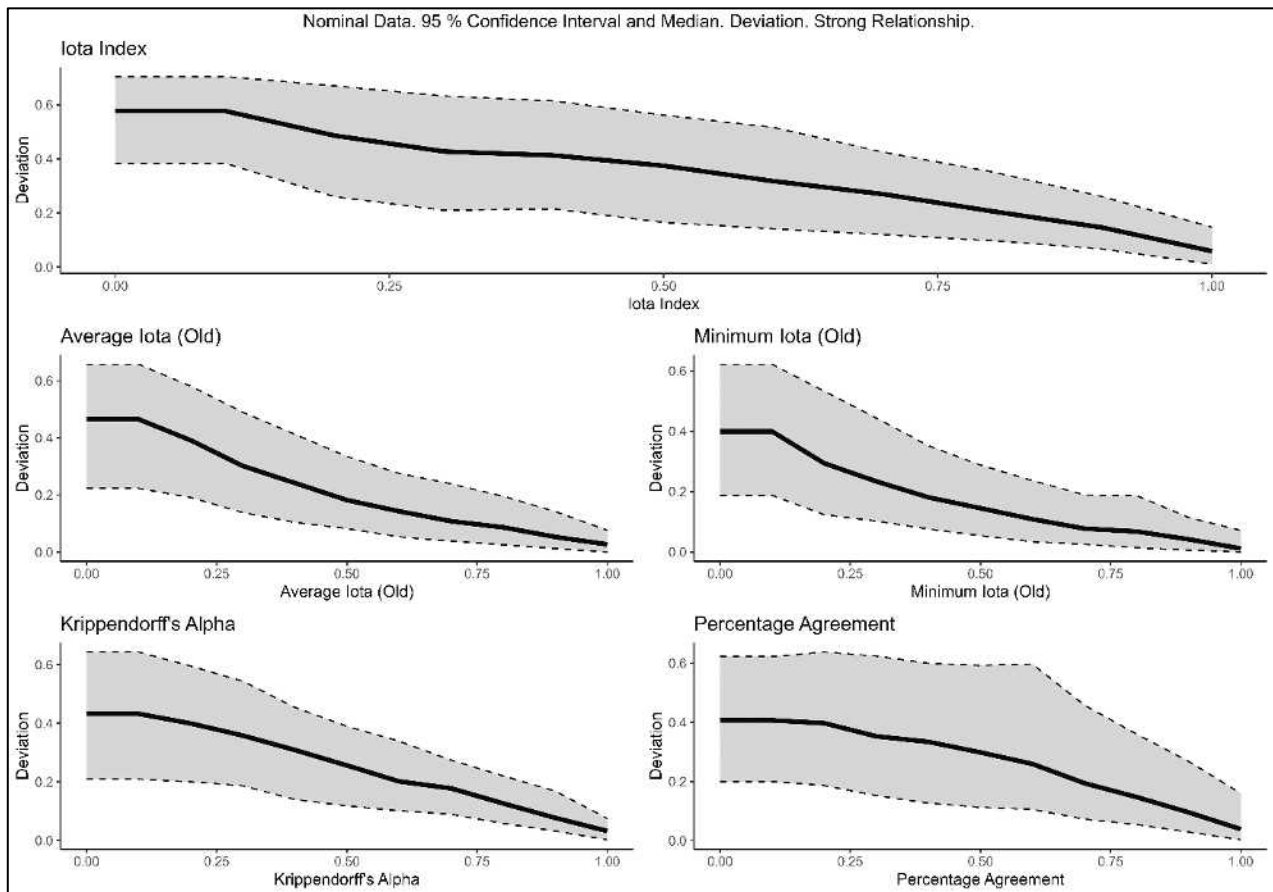 Nominal Data. 95 % Confidence Interval and Median. Deviation. Strong Relationship.
Iota Index
Deviation
0.6
0.4
0.2
0.0
0.00 0.25 0.50 0.75 1.00
Iota Index
Average Iota (Old)
Deviation
0.6
0.4
0.2
0.0
0.00 0.25 0.50 0.75 1.00
Average Iota (Old)
Minimum Iota (Old)
Deviation
0.6
0.4
0.2
0.0
0.00 0.25 0.50 0.75 1.00
Minimum Iota (Old)
Krippendorff's Alpha
Deviation
0.6
0.4
0.2
0.0
0.00 0.25 0.50 0.75 1.00
Krippendorff's Alpha
Percentage Agreement
Deviation
0.6
0.4
0.2
0.0
0.00 0.25 0.50 0.75 1.00
Percentage Agreement